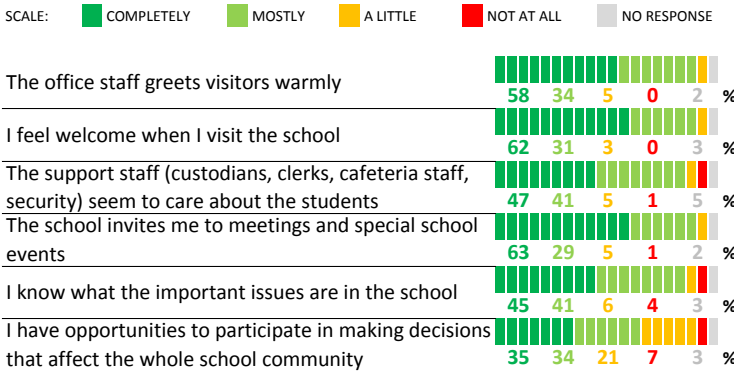 SCALE: COMPLETELY MOSTLY A LITTLE NOT AT ALL NO RESPONSE
The office staff greets visitors warmly
58 34 5 0 2 %
I feel welcome when I visit the school
62 31 3 0 3 %
The support staff (custodians, clerks, cafeteria staff,
security) seem to care about the students
47 41 5 1 5 %
The school invites me to meetings and special school
events
63 29 5 1 2 %
I know what the important issues are in the school
45 41 6 4 3 %
I have opportunities to participate in making decisions
that affect the whole school community
35 34 21 7 3 %